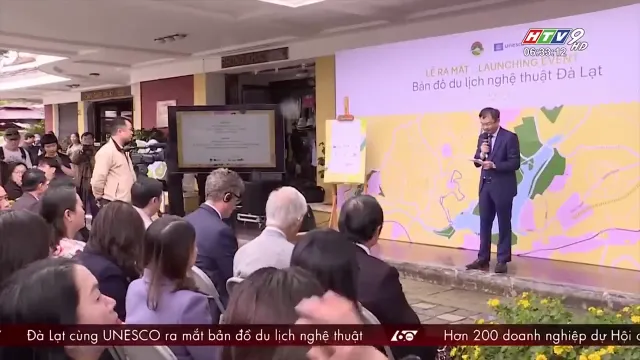 HTV9 HD
06:33:12
LỄ RA MẮT - LAUNCHING EVENT
Bản đồ du lịch nghệ thuật Đà Lạt
Đà Lạt cùng UNESCO ra mắt bản đồ du lịch nghệ thuật
Hơn 200 doanh nghiệp dự Hội